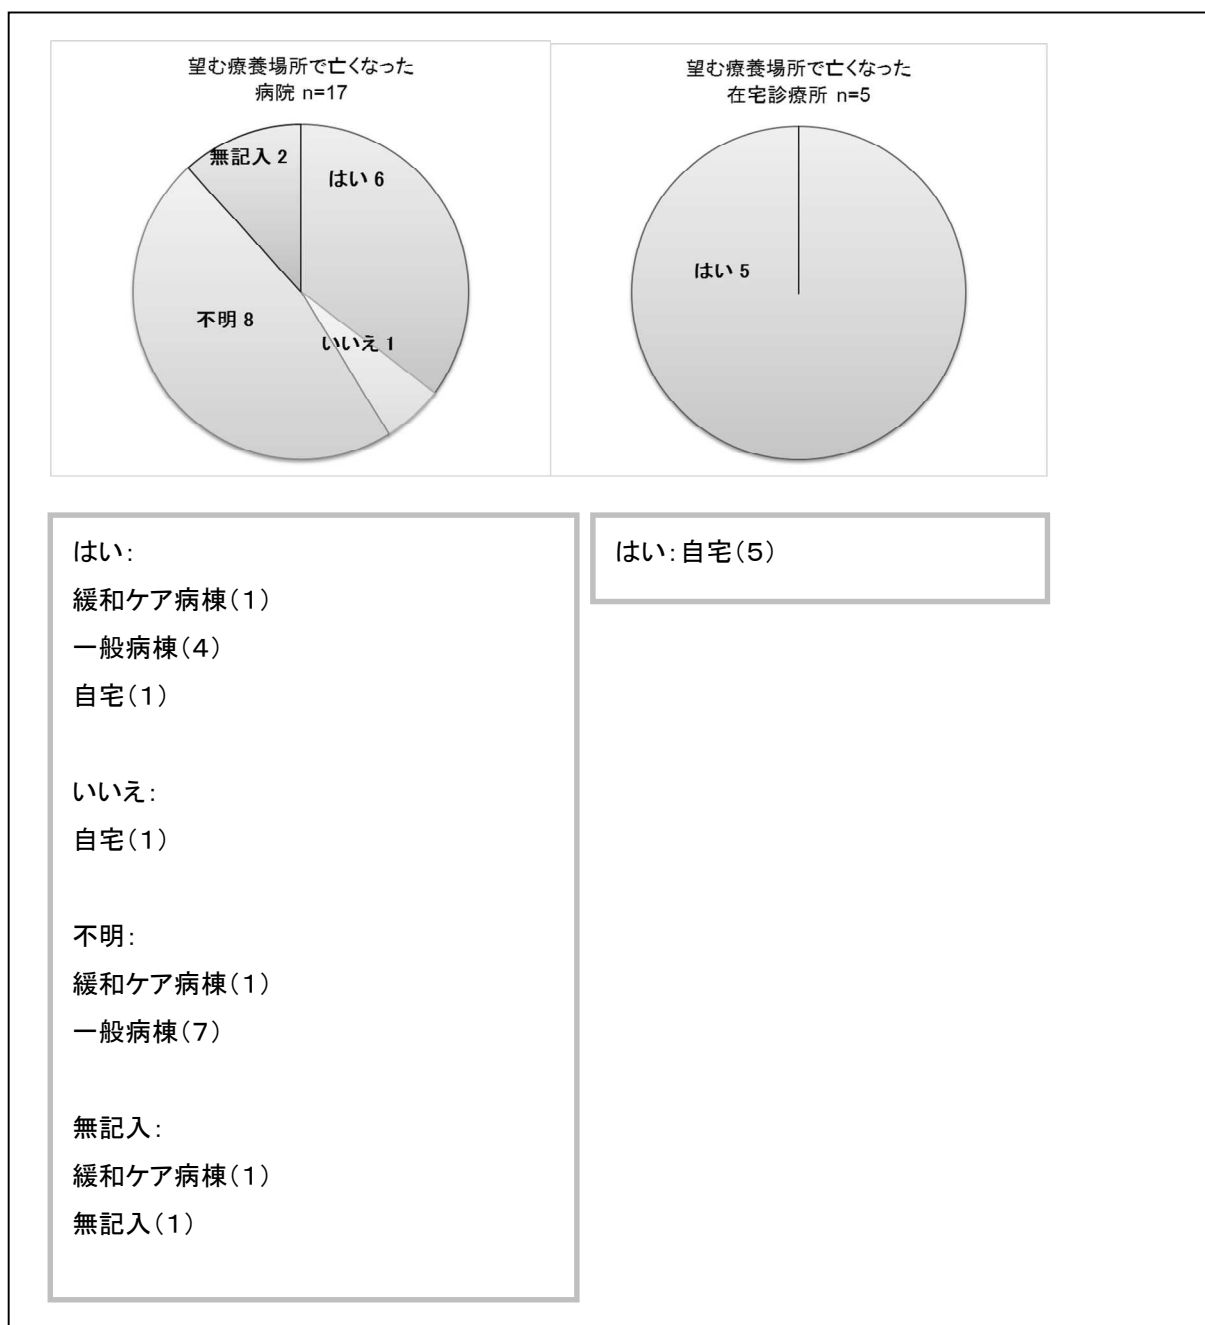 望む療養場所で亡くなった
病院 n=17
無記入 2
はい 6
不明 8
いいえ 1
望む療養場所で亡くなった
在宅診療所 n=5
はい 5
はい:
緩和ケア病棟(1)
一般病棟(4)
自宅(1)
いいえ:
自宅(1)
不明:
緩和ケア病棟(1)
一般病棟(7)
無記入:
緩和ケア病棟(1)
無記入(1)
はい:自宅(5)